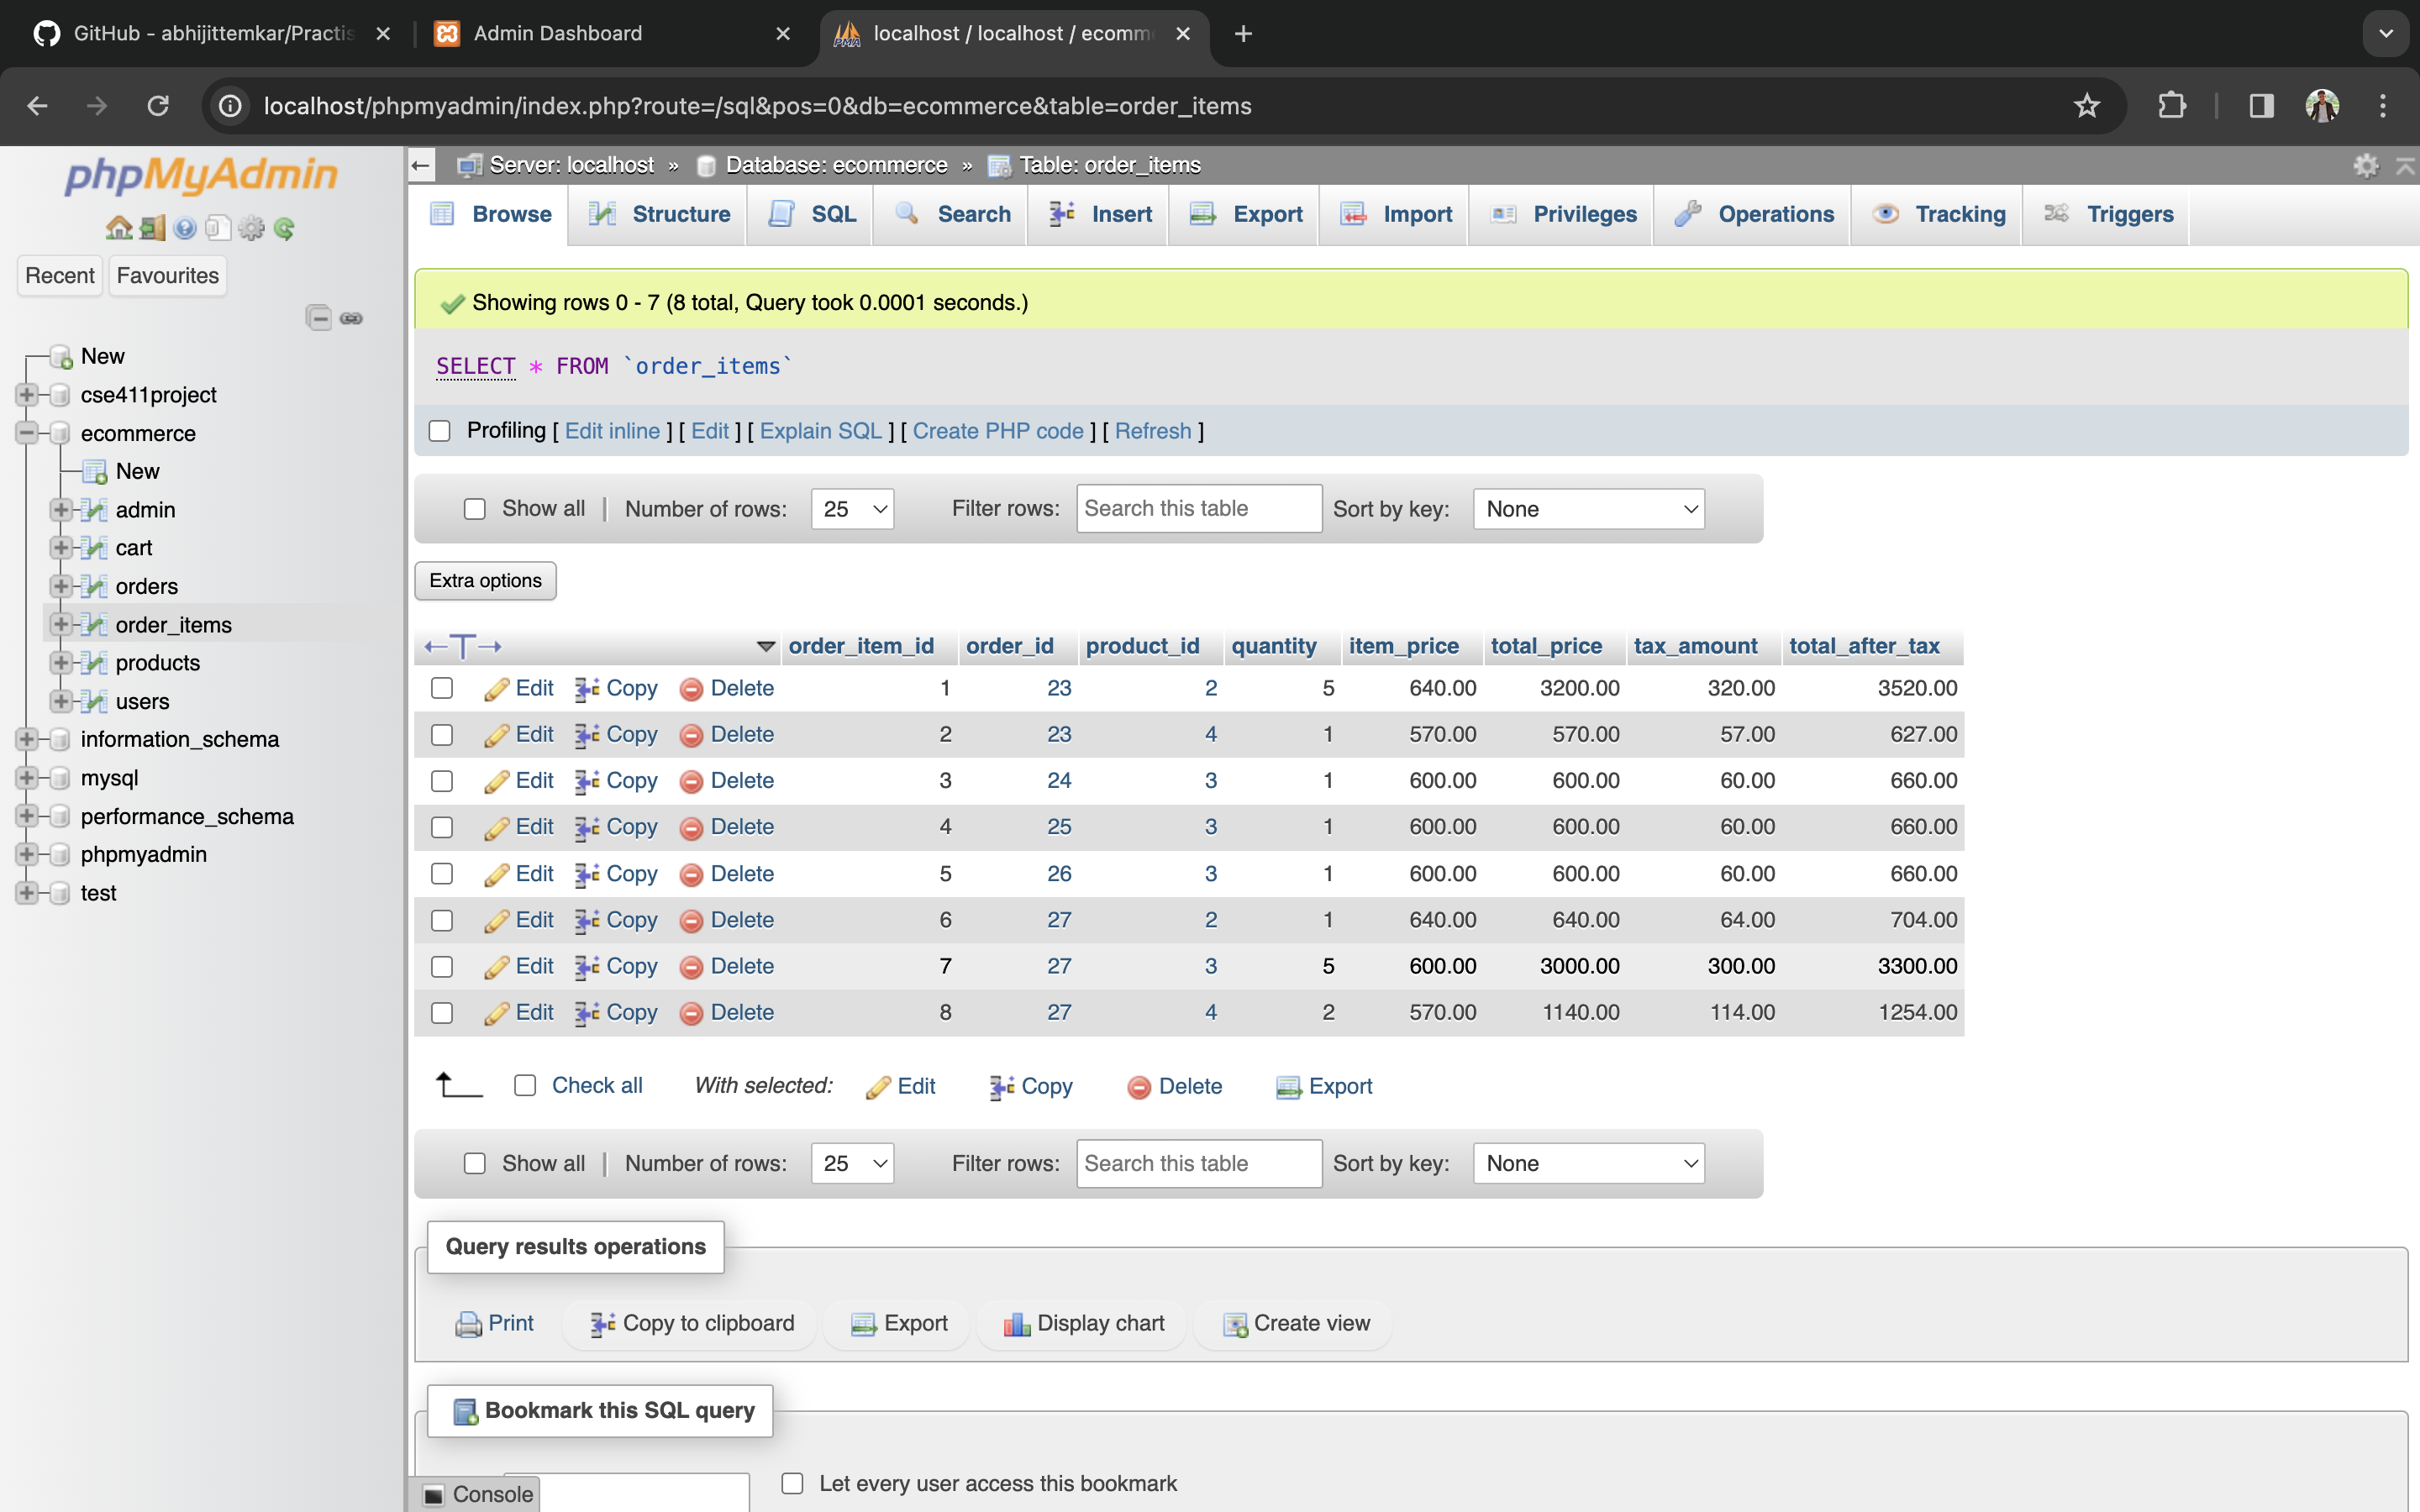 GitHub - abhijittemkar/Practis
Admin Dashboard
localhost / localhost / ecomme
localhost/phpmyadmin/index.php?route=/sql&pos=0&db=ecommerce&table=order_items
phpMyAdmin
Recent Favourites
New
cse411project
ecommerce
New
admin
cart
orders
order_items
products
users
information_schema
mysql
performance_schema
phpmyadmin
test
Server: localhost » Database: ecommerce » Table: order_items
Browse Structure SQL Search Insert Export Import Privileges Operations Tracking Triggers
Showing rows 0 - 7 (8 total, Query took 0.0001 seconds.)
SELECT * FROM `order_items`
Profiling [ Edit inline ] [ Edit ] [ Explain SQL ] [ Create PHP code ] [ Refresh ]
Show all | Number of rows: 25 Filter rows: Search this table Sort by key: None
Extra options
←T→ order_item_id order_id product_id quantity item_price total_price tax_amount total_after_tax
Edit Copy Delete 1 23 2 5 640.00 3200.00 320.00 3520.00
Edit Copy Delete 2 23 4 1 570.00 570.00 57.00 627.00
Edit Copy Delete 3 24 3 1 600.00 600.00 60.00 660.00
Edit Copy Delete 4 25 3 1 600.00 600.00 60.00 660.00
Edit Copy Delete 5 26 3 1 600.00 600.00 60.00 660.00
Edit Copy Delete 6 27 2 1 640.00 640.00 64.00 704.00
Edit Copy Delete 7 27 3 5 600.00 3000.00 300.00 3300.00
Edit Copy Delete 8 27 4 2 570.00 1140.00 114.00 1254.00
Check all With selected: Edit Copy Delete Export
Show all | Number of rows: 25 Filter rows: Search this table Sort by key: None
Query results operations
Print Copy to clipboard Export Display chart Create view
Bookmark this SQL query
Let every user access this bookmark
Console